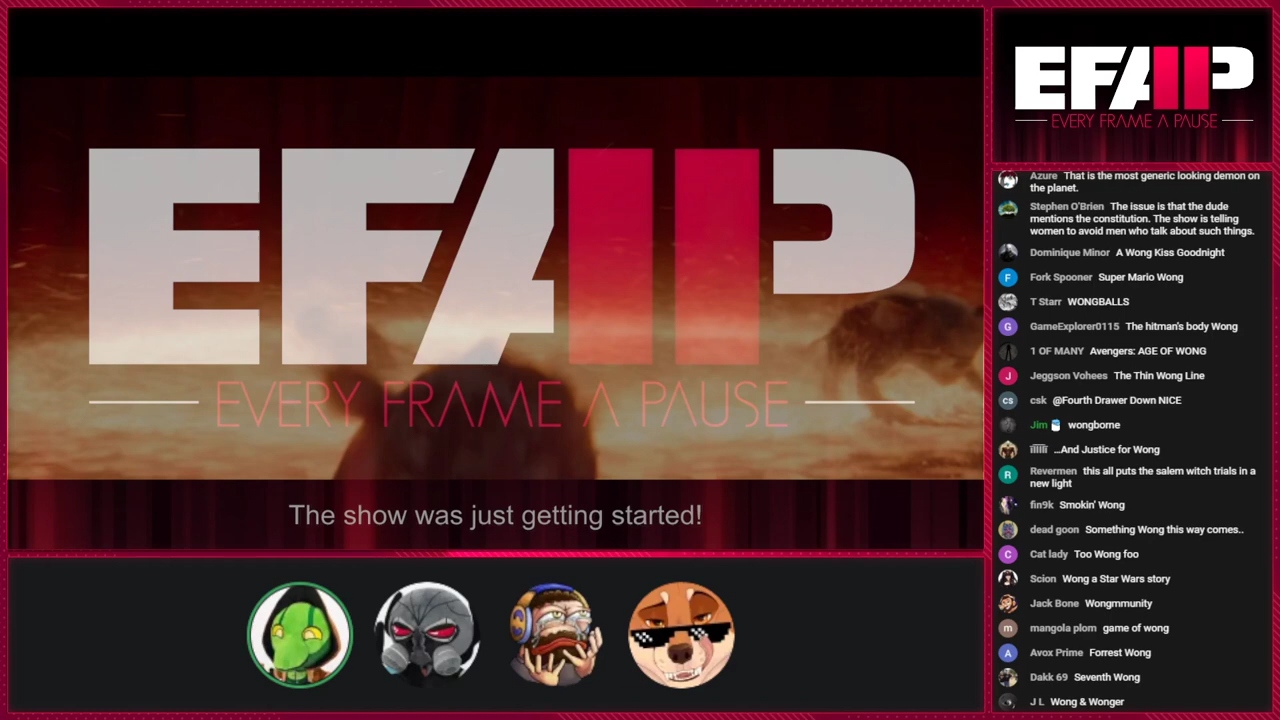 EFAP
EVERY FRAME A PAUSE
The show was just getting started!
EFAP
EVERY FRAME A PAUSE
Azure That is the most generic looking demon on
the planet.
Stephen O'Brien The issue is that the dude
mentions the constitution. The show is telling
women to avoid men who talk about such things.
Dominique Minor A Wong Kiss Goodnight
F
Fork Spooner Super Mario Wong
T Starr WONGBALLS
G
GameExplorer0115 The hitman's body Wong
1 OF MANY Avengers: AGE OF WONG
J
Jeggson Vohees The Thin Wong Line
cs
csk @Fourth Drawer Down NICE
Jim wongborne
...And Justice for Wong
R
Revermen this all puts the salem witch trials in a
new light
fin9k Smokin' Wong
dead goon Something Wong this way comes..
C
Cat lady Too Wong foo
Scion Wong a Star Wars story
Jack Bone Wongmmunity
m
mangola plom game of wong
A
Avox Prime Forrest Wong
Dakk 69 Seventh Wong
J L Wong & Wonger